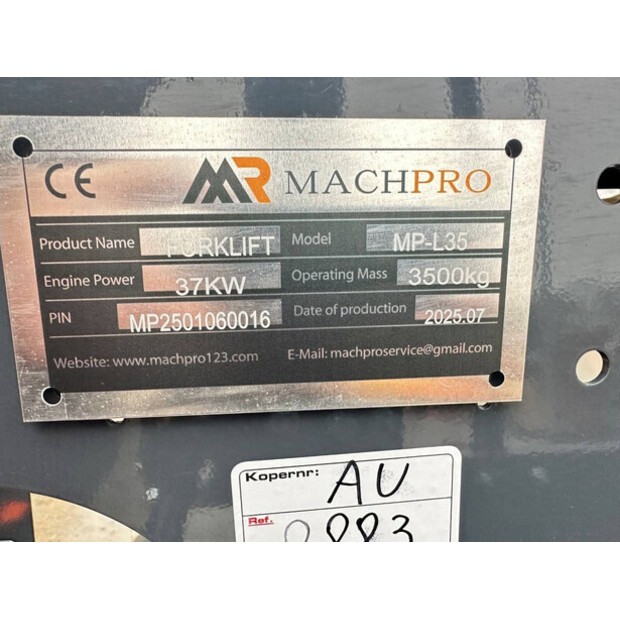 CE MR MACHPRO
Product Name FORKLIFT Model MP-L35
Engine Power 37KW Operating Mass 3500kg
PIN MP2501060016 Date of production 2025.07
Website: www.machpro123.com E-Mail: machproservice@gmail.com
Kopernr: AU
Ref.